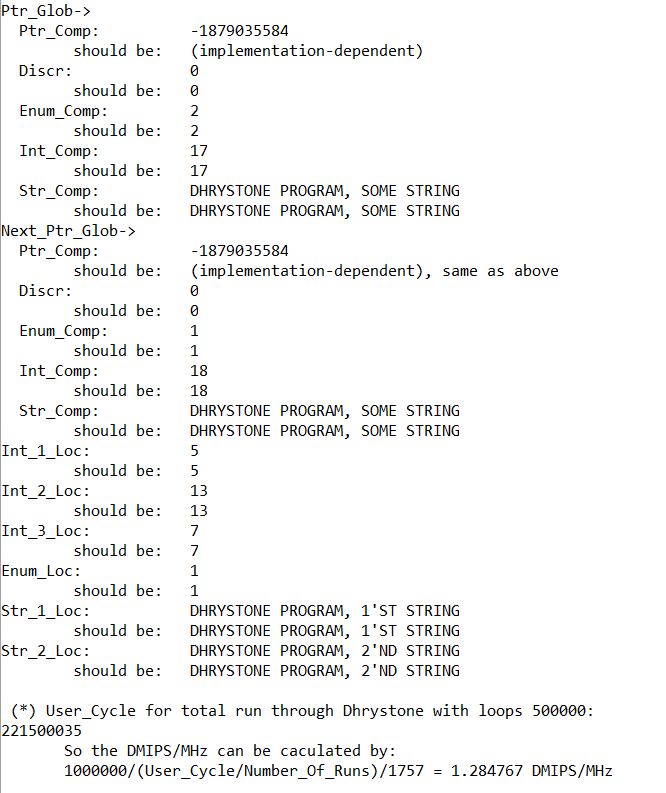 Ptr_Glob->
  Ptr_Comp:          -1879035584
        should be:   (implementation-dependent)
  Discr:             0
        should be:   0
  Enum_Comp:         2
        should be:   2
  Int_Comp:          17
        should be:   17
  Str_Comp:          DHRYSTONE PROGRAM, SOME STRING
        should be:   DHRYSTONE PROGRAM, SOME STRING
Next_Ptr_Glob->
  Ptr_Comp:          -1879035584
        should be:   (implementation-dependent), same as above
  Discr:             0
        should be:   0
  Enum_Comp:         1
        should be:   1
  Int_Comp:          18
        should be:   18
  Str_Comp:          DHRYSTONE PROGRAM, SOME STRING
        should be:   DHRYSTONE PROGRAM, SOME STRING
Int_1_Loc:           5
        should be:   5
Int_2_Loc:           13
        should be:   13
Int_3_Loc:           7
        should be:   7
Enum_Loc:            1
        should be:   1
Str_1_Loc:           DHRYSTONE PROGRAM, 1'ST STRING
        should be:   DHRYSTONE PROGRAM, 1'ST STRING
Str_2_Loc:           DHRYSTONE PROGRAM, 2'ND STRING
        should be:   DHRYSTONE PROGRAM, 2'ND STRING

 (*) User_Cycle for total run through Dhrystone with loops 500000:
221500035
       So the DMIPS/MHz can be caculated by:
       1000000/(User_Cycle/Number_Of_Runs)/1757 = 1.284767 DMIPS/MHz